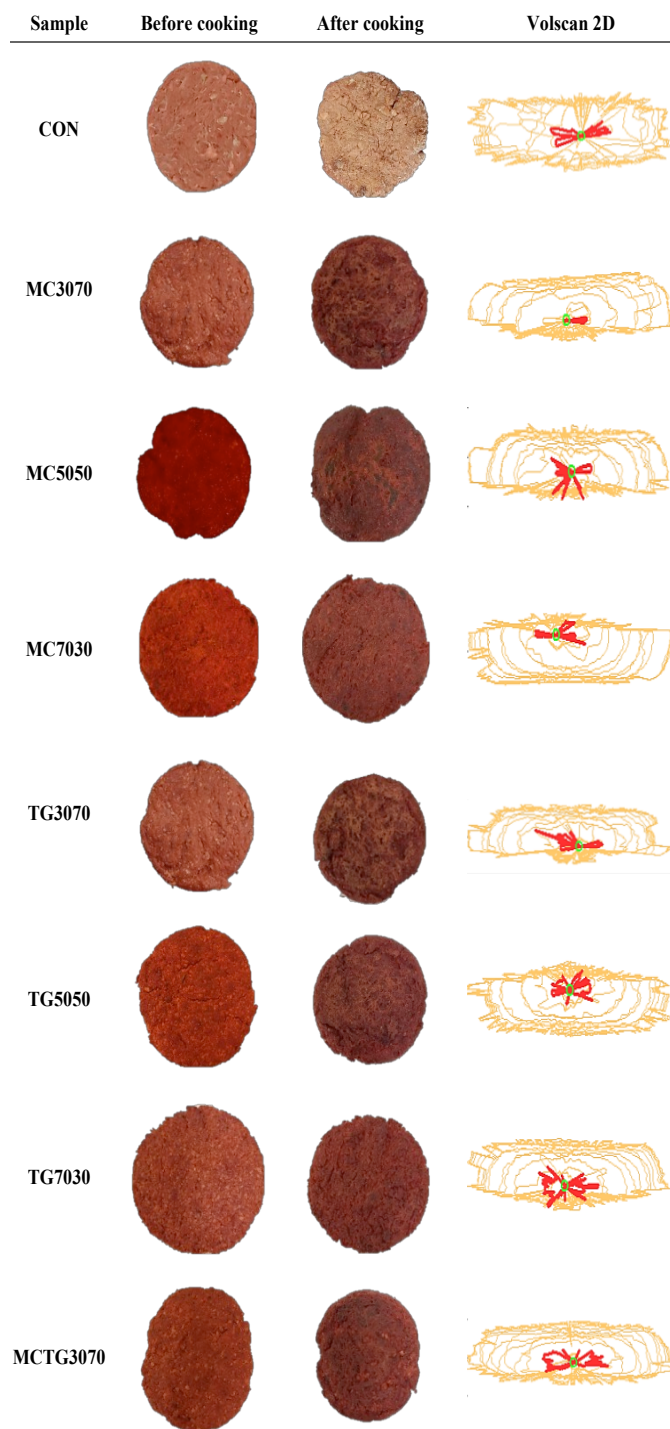 Sample Before cooking After cooking Volscan 2D
CON
MC3070
MC5050
MC7030
TG3070
TG5050
TG7030
MCTG3070